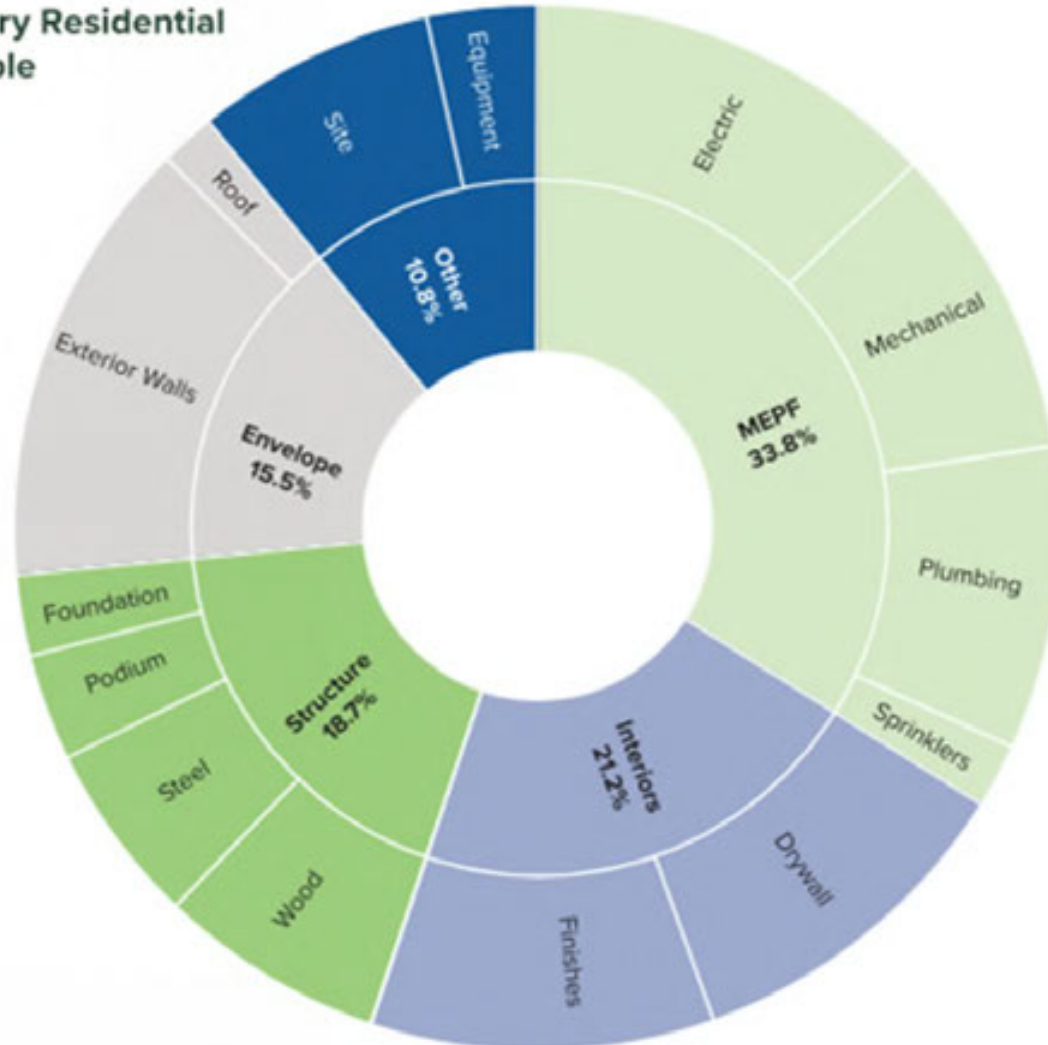 ry Residential
ple
Equipment
Site
Electric
Roof
Other
10.8%
Mechanical
Exterior Walls
MEPF
33.8%
Envelope
15.5%
Plumbing
Foundation
Podium
Structure
18.7%
Sprinklers
Interiors
21.2%
Steel
Drywall
Wood
Finishes